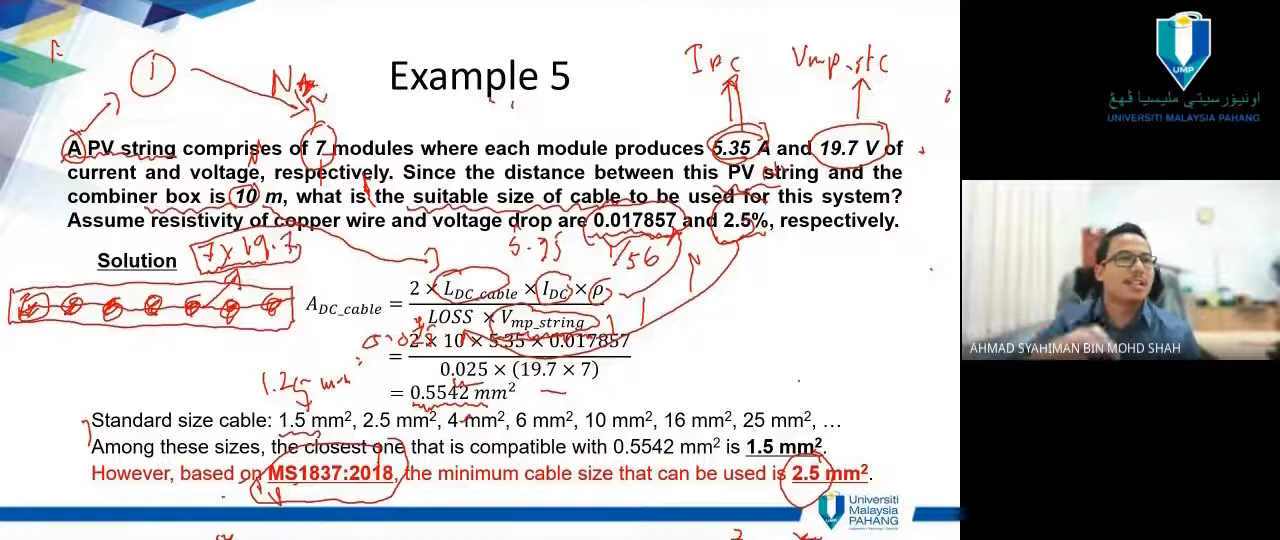 Example 5
I DC
Vmp_stc
UMP
اونيۏرسيتي مليسيا ڤهڠ
UNIVERSITI MALAYSIA PAHANG
1
N
A PV string comprises of 7 modules where each module produces 5.35 A and 19.7 V of
current and voltage, respectively. Since the distance between this PV string and the
combiner box is 10 m, what is the suitable size of cable to be used for this system?
Assume resistivity of copper wire and voltage drop are 0.017857 and 2.5%, respectively.
Solution
7 x 19.7
5.35
1/56
A_DC_cable = (2 × L_DC_cable × I_DC × ρ) / (LOSS × V_mp_string)
= (2 × 10 × 5.35 × 0.017857) / (0.025 × (19.7 × 7))
= 0.5542 mm²
Standard size cable: 1.5 mm², 2.5 mm², 4 mm², 6 mm², 10 mm², 16 mm², 25 mm², …
Among these sizes, the closest one that is compatible with 0.5542 mm² is 1.5 mm².
However, based on MS1837:2018, the minimum cable size that can be used is 2.5 mm².
AHMAD SYAHIMAN BIN MOHD SHAH
UMP
Universiti
Malaysia
PAHANG